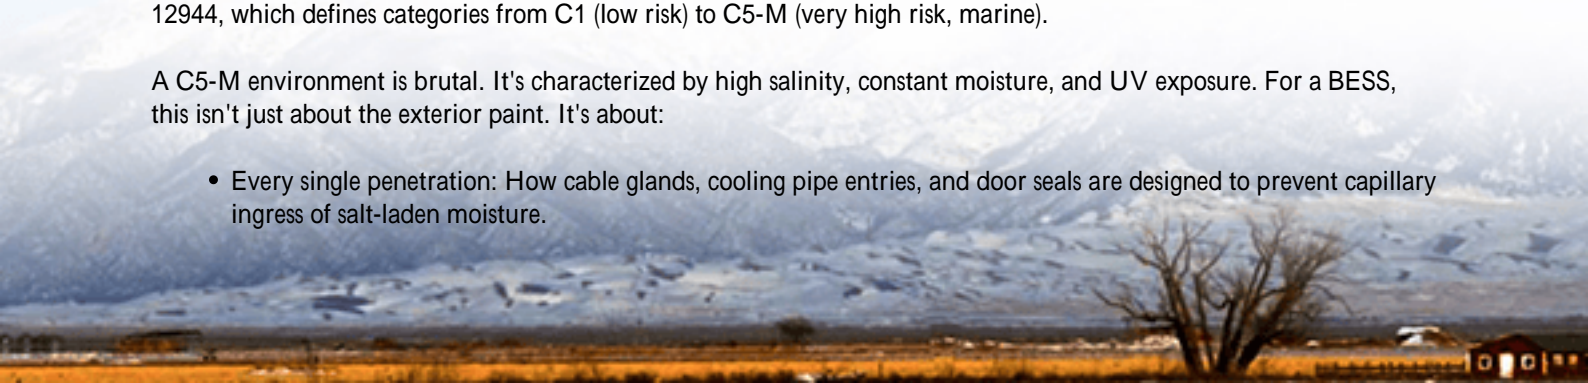 12944, which defines categories from C1 (low risk) to C5-M (very high risk, marine).
A C5-M environment is brutal. It's characterized by high salinity, constant moisture, and UV exposure. For a BESS,
this isn't just about the exterior paint. It's about:
• Every single penetration: How cable glands, cooling pipe entries, and door seals are designed to prevent capillary
ingress of salt-laden moisture.